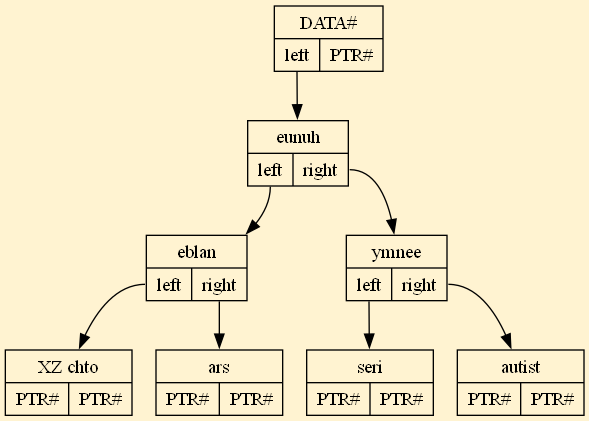 DATA#
left PTR#
eunuh
left right
eblan ymnee
left right left right
XZ chto ars seri autist
PTR# PTR# PTR# PTR# PTR# PTR# PTR# PTR#